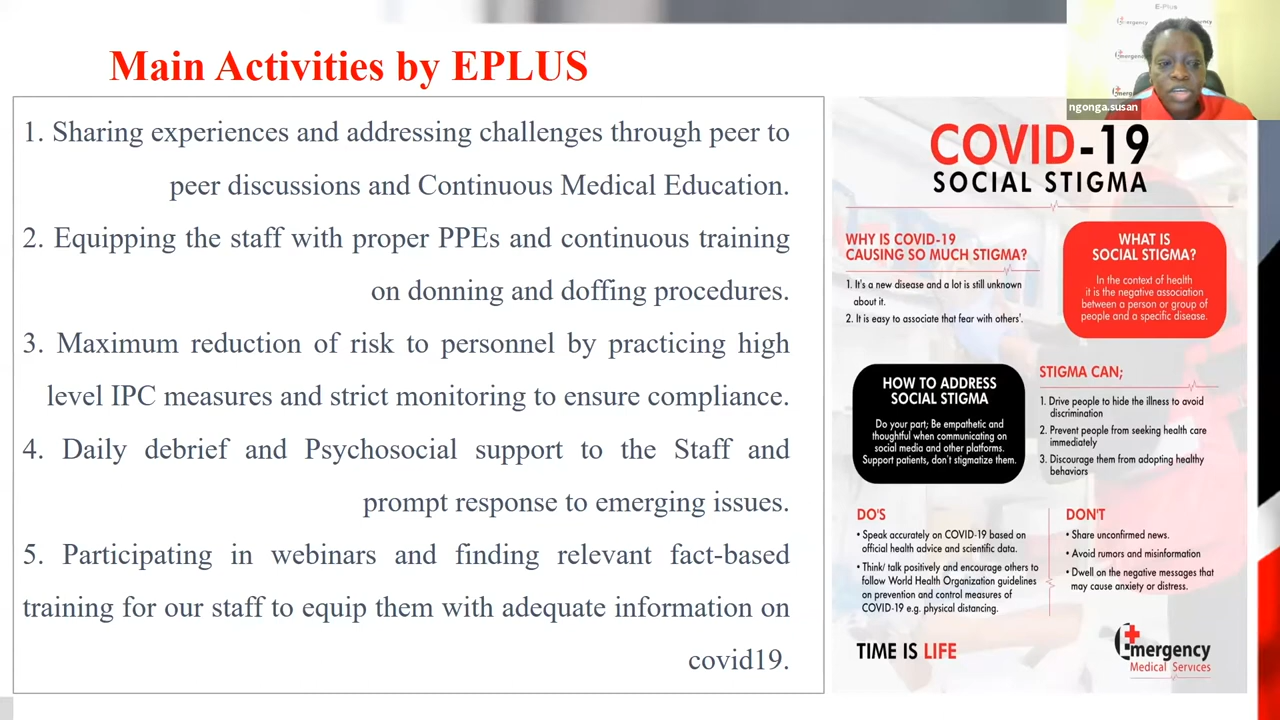 Main Activities by EPLUS
1. Sharing experiences and addressing challenges through peer to
peer discussions and Continuous Medical Education.
2. Equipping the staff with proper PPEs and continuous training
on donning and doffing procedures.
3. Maximum reduction of risk to personnel by practicing high
level IPC measures and strict monitoring to ensure compliance.
4. Daily debrief and Psychosocial support to the Staff and
prompt response to emerging issues.
5. Participating in webinars and finding relevant fact-based
training for our staff to equip them with adequate information on
covid19.
E-Plus
ngonga.susan
COVID-19
SOCIAL STIGMA
WHY IS COVID-19
CAUSING SO MUCH STIGMA?
1. It's a new disease and a lot is still unknown
about it.
2. It is easy to associate that fear with others'.
WHAT IS
SOCIAL STIGMA?
In the context of health
it is the negative association
between a person or group of
people and a specific disease.
HOW TO ADDRESS
SOCIAL STIGMA
Do your part; Be empathetic and
thoughtful when communicating on
social media and other platforms.
Support patients, don't stigmatize them.
STIGMA CAN;
1. Drive people to hide the illness to avoid
discrimination
2. Prevent people from seeking health care
immediately
3. Discourage them from adopting healthy
behaviors
DO'S
• Speak accurately on COVID-19 based on
official health advice and scientific data.
• Think/ talk positively and encourage others to
follow World Health Organization guidelines
on prevention and control measures of
COVID-19 e.g. physical distancing.
DON'T
• Share unconfirmed news.
• Avoid rumors and misinformation
• Dwell on the negative messages that
may cause anxiety or distress.
TIME IS LIFE
Emergency
Medical Services